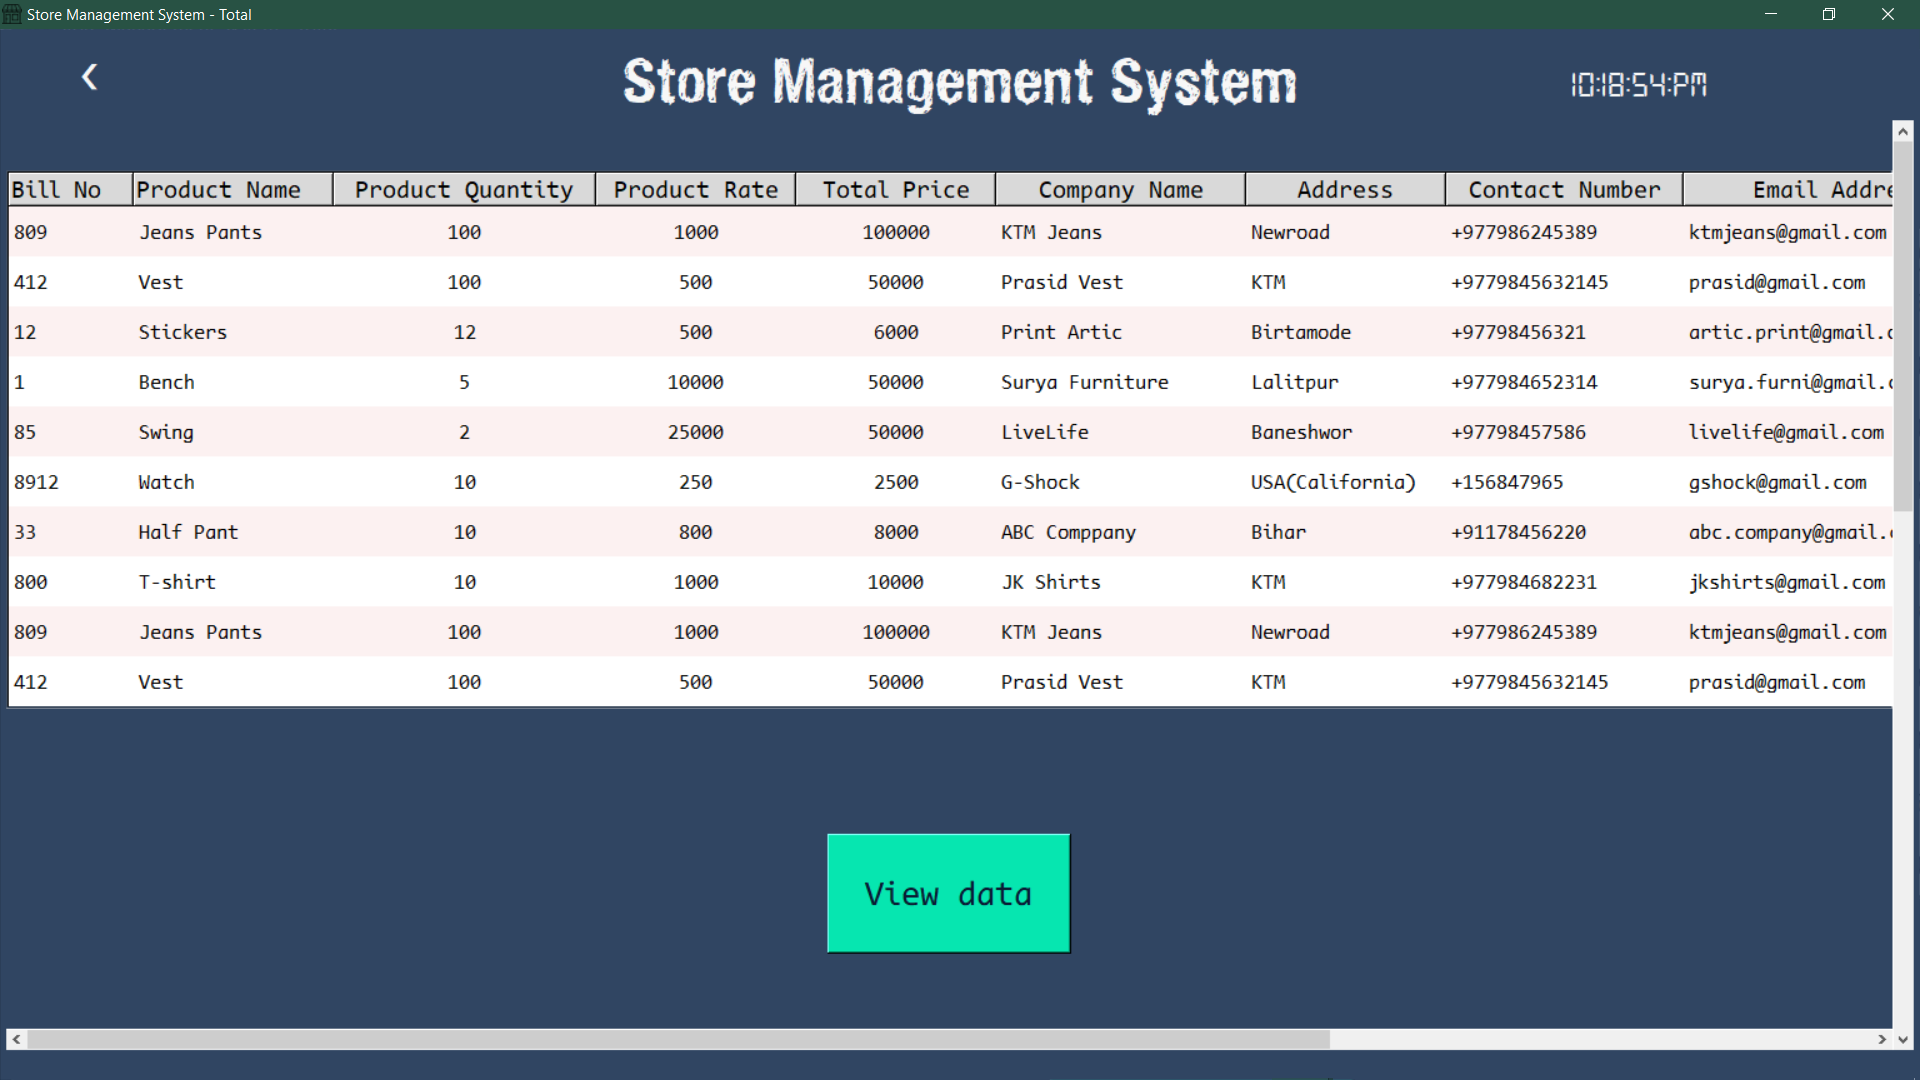 Store Management System - Total
Store Management System
10:18:54:PM
Bill No Product Name Product Quantity Product Rate Total Price Company Name Address Contact Number Email Addre
809 Jeans Pants 100 1000 100000 KTM Jeans Newroad +977986245389 ktmjeans@gmail.com
412 Vest 100 500 50000 Prasid Vest KTM +9779845632145 prasid@gmail.com
12 Stickers 12 500 6000 Print Artic Birtamode +97798456321 artic.print@gmail.c
1 Bench 5 10000 50000 Surya Furniture Lalitpur +977984652314 surya.furni@gmail.c
85 Swing 2 25000 50000 LiveLife Baneshwor +97798457586 livelife@gmail.com
8912 Watch 10 250 2500 G-Shock USA(California) +156847965 gshock@gmail.com
33 Half Pant 10 800 8000 ABC Comppany Bihar +91178456220 abc.company@gmail.
800 T-shirt 10 1000 10000 JK Shirts KTM +977984682231 jkshirts@gmail.com
809 Jeans Pants 100 1000 100000 KTM Jeans Newroad +977986245389 ktmjeans@gmail.com
412 Vest 100 500 50000 Prasid Vest KTM +9779845632145 prasid@gmail.com
View data